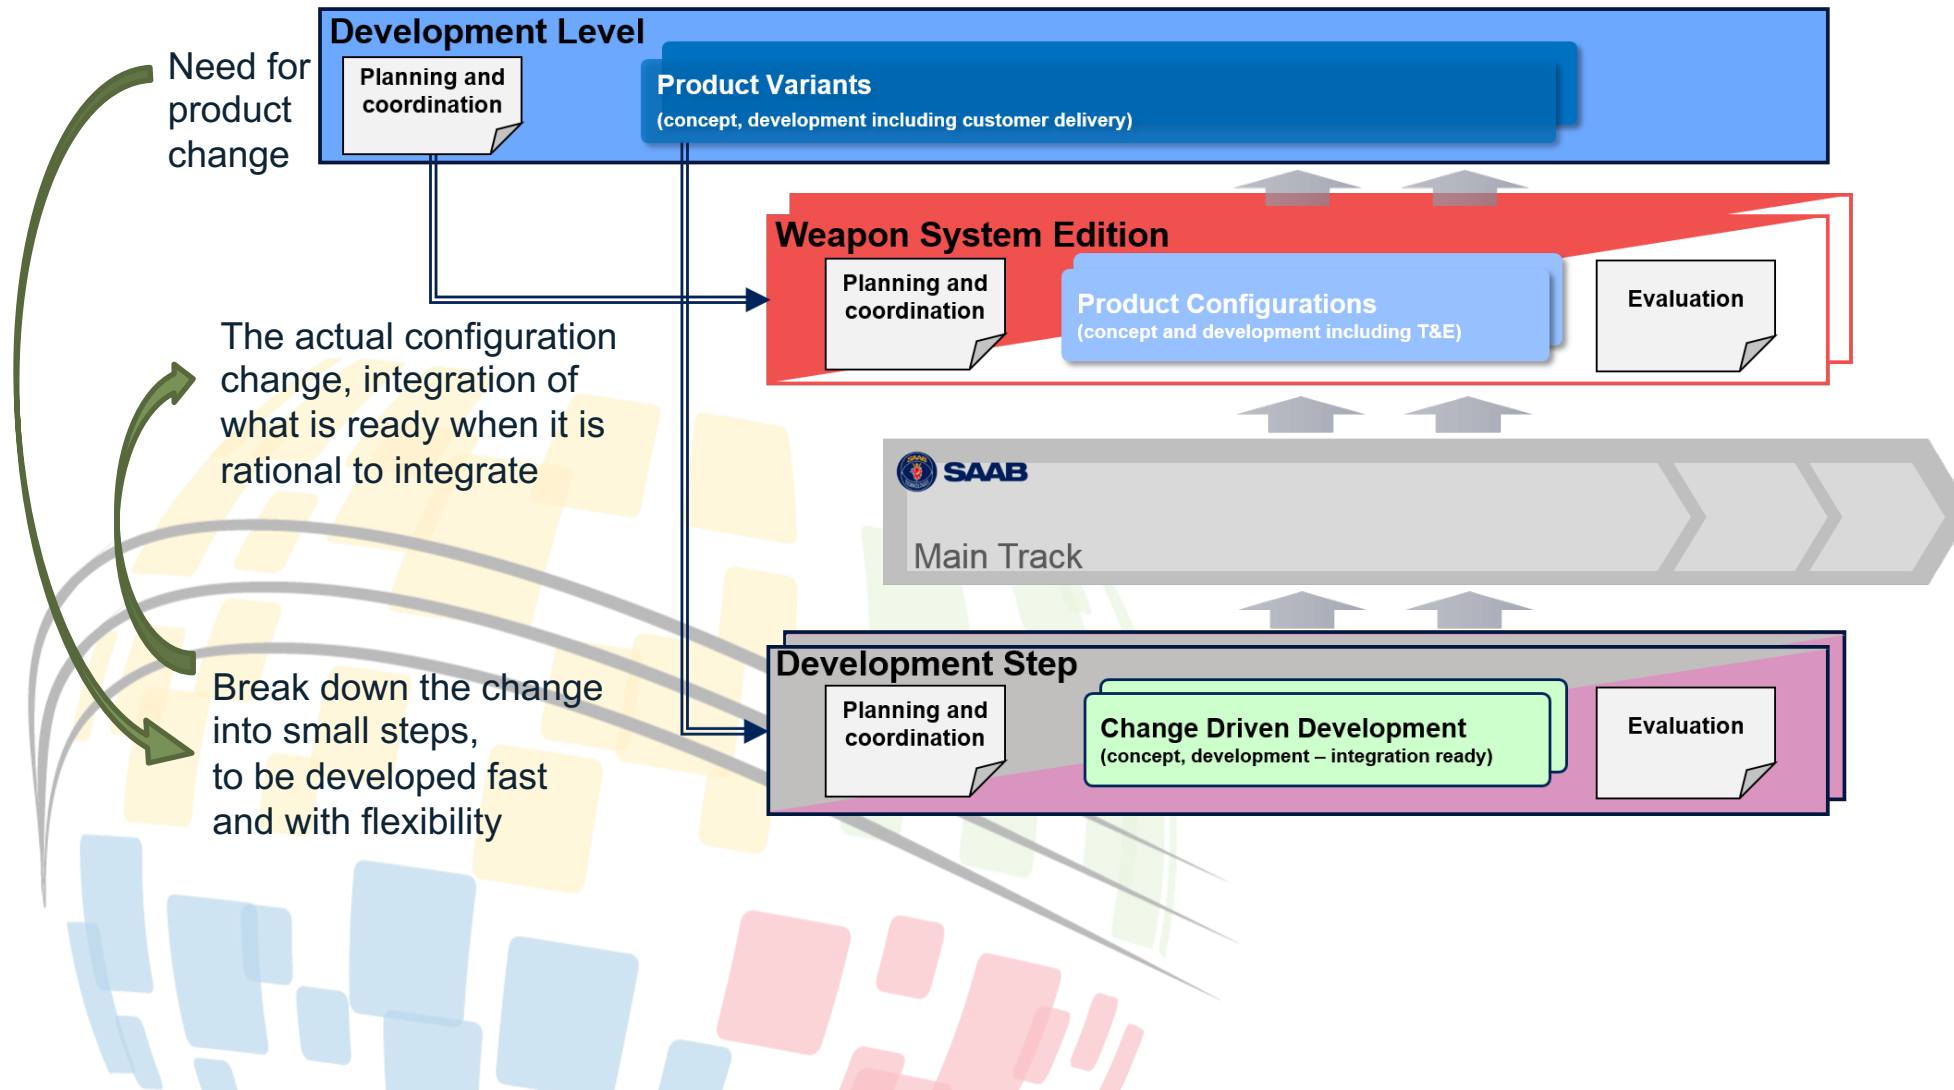 Development Level
Need for
product
change
Planning and
coordination
Product Variants
(concept, development including customer delivery)
Weapon System Edition
Planning and
coordination
Product Configurations
(concept and development including T&E)
Evaluation
The actual configuration
change, integration of
what is ready when it is
rational to integrate
SAAB
Main Track
Break down the change
into small steps,
to be developed fast
and with flexibility
Development Step
Planning and
coordination
Change Driven Development
(concept, development – integration ready)
Evaluation